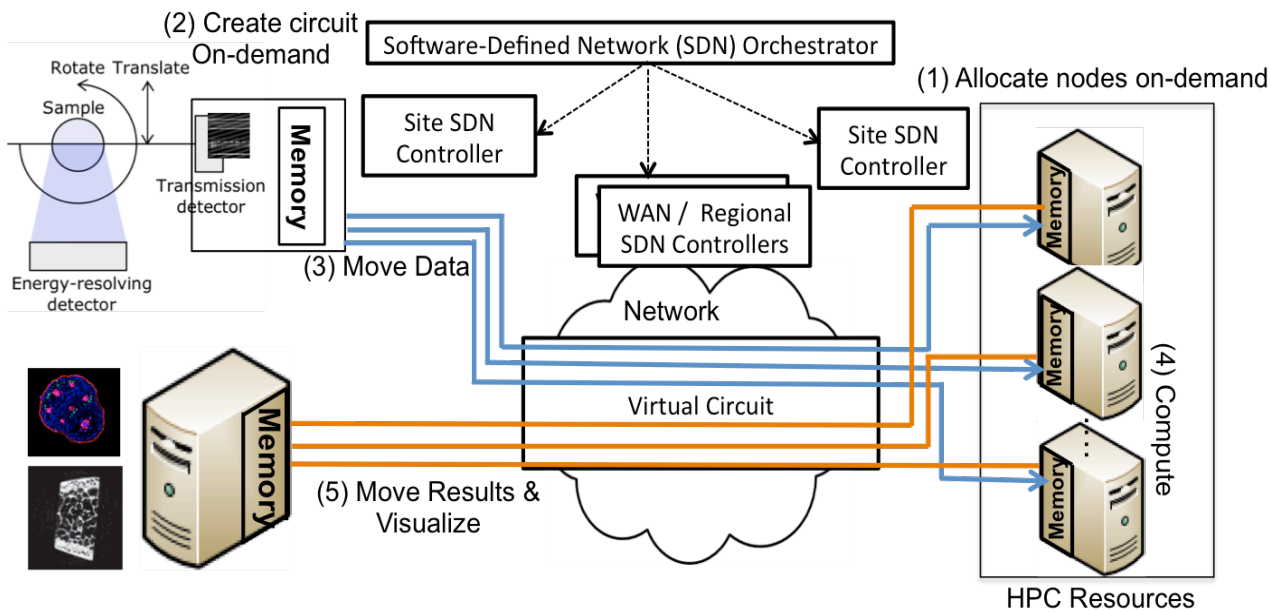 (2) Create circuit
On-demand
Software-Defined Network (SDN) Orchestrator
(1) Allocate nodes on-demand
Rotate
Translate
Sample
Transmission
detector
Memory
Energy-resolving
detector
Site SDN
Controller
Site SDN
Controller
WAN / Regional
SDN Controllers
(3) Move Data
Network
Virtual Circuit
Memory
Memory
Memory
(4) Compute
Memory
(5) Move Results &
Visualize
HPC Resources